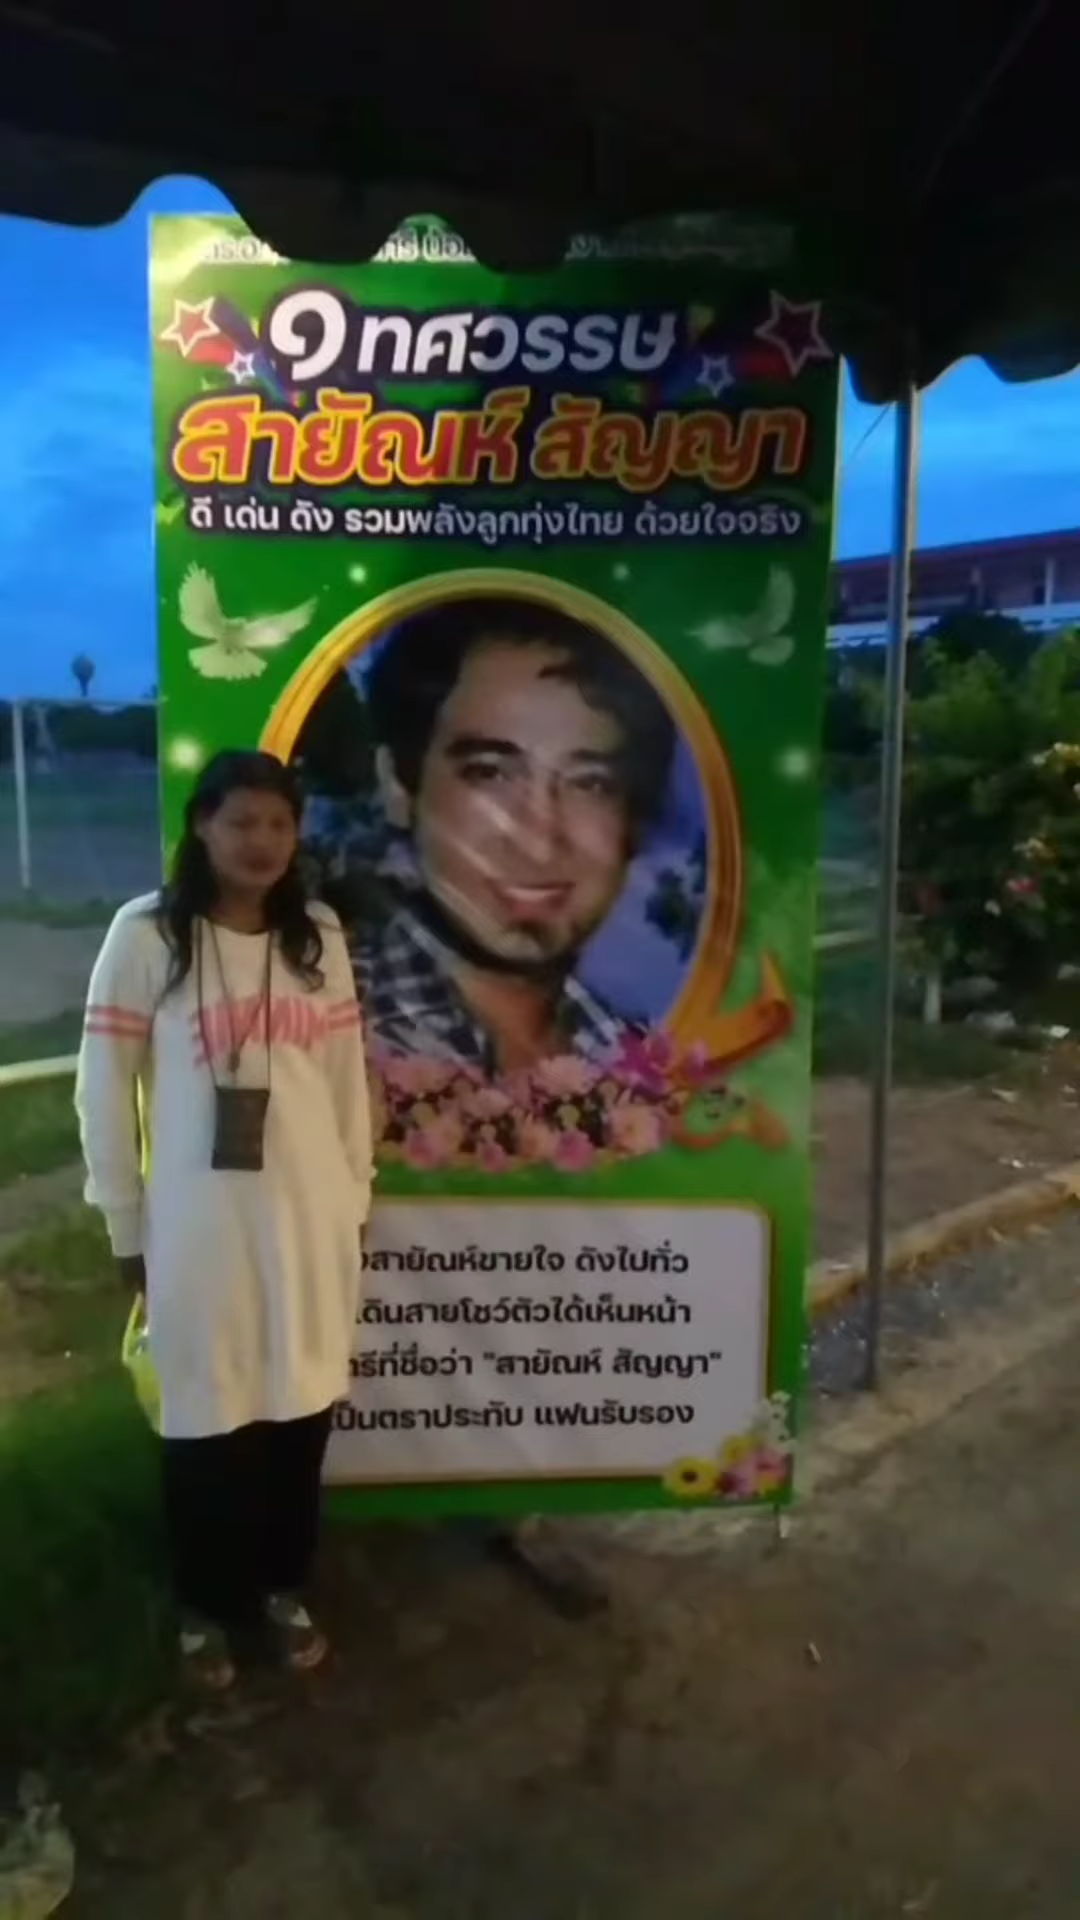 ๑ ทศวรรษ
สายัณห์ สัญญา
ดี เด่น ดัง รวมพลังลูกทุ่งไทย ด้วยใจจริง
สายัณห์ขายใจ ดังไปทั่ว
เดินสายโชว์ตัวได้เห็นหน้า
ที่ชื่อว่า "สายัณห์ สัญญา"
เป็นตราประทับ แฟนรับรอง